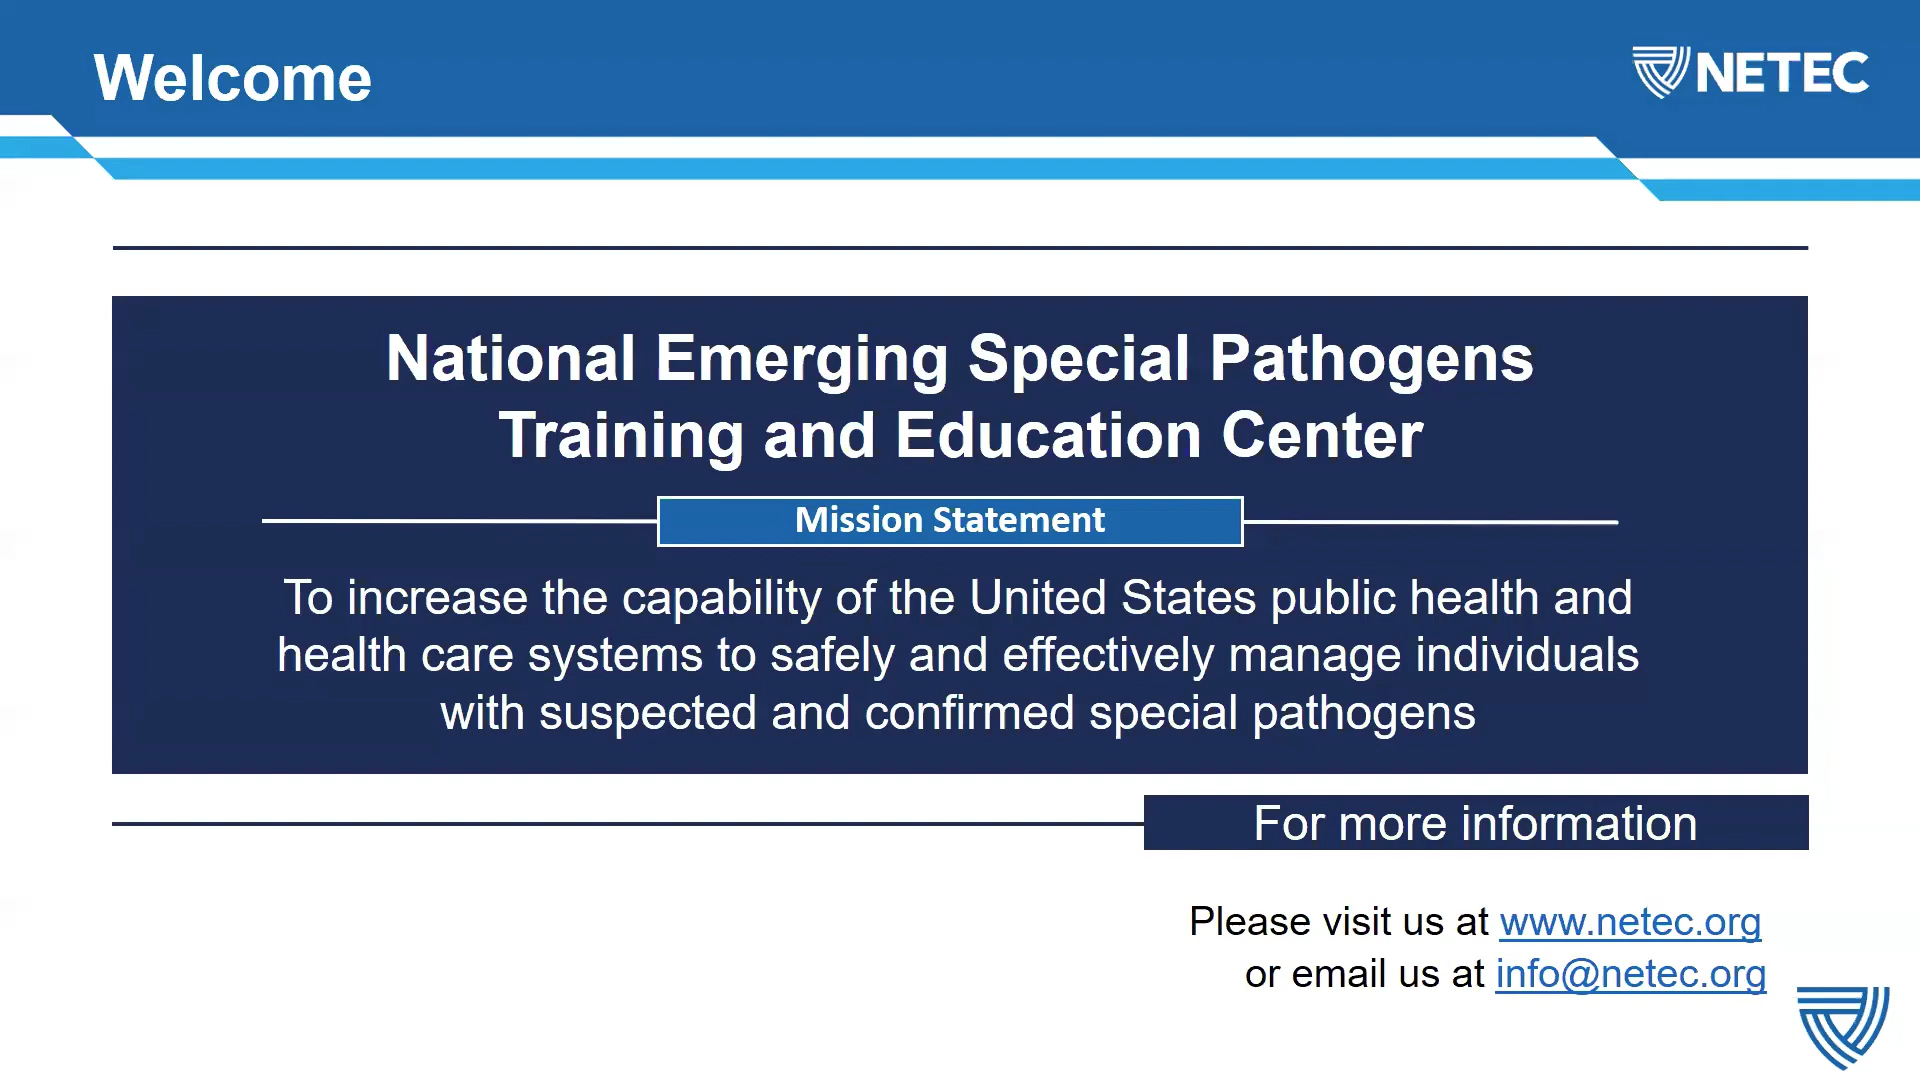 Welcome
NETEC
National Emerging Special Pathogens
Training and Education Center
Mission Statement
To increase the capability of the United States public health and
health care systems to safely and effectively manage individuals
with suspected and confirmed special pathogens
For more information
Please visit us at www.netec.org
or email us at info@netec.org